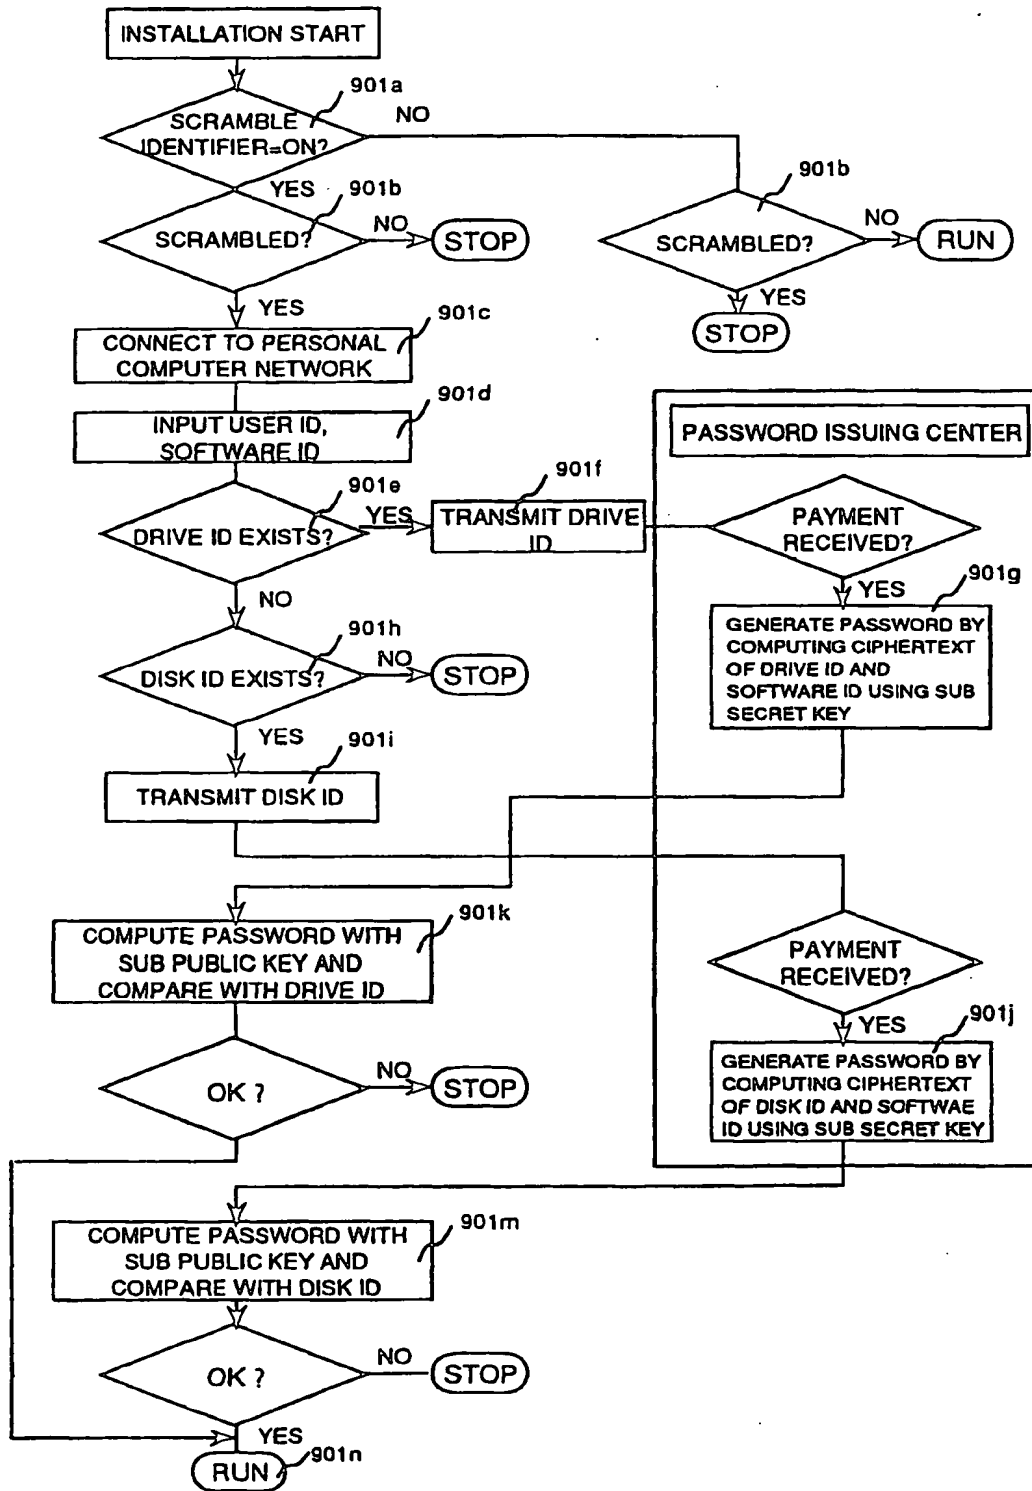 INSTALLATION START
901a
SCRAMBLE
IDENTIFIER=ON?
NO
YES
901b
SCRAMBLED?
NO
STOP
901b
SCRAMBLED?
NO
RUN
YES
STOP
YES
901c
CONNECT TO PERSONAL
COMPUTER NETWORK
901d
INPUT USER ID,
SOFTWARE ID
PASSWORD ISSUING CENTER
901e
DRIVE ID EXISTS?
YES
901f
TRANSMIT DRIVE
ID
PAYMENT
RECEIVED?
YES
901g
GENERATE PASSWORD BY
COMPUTING CIPHERTEXT
OF DRIVE ID AND
SOFTWARE ID USING SUB
SECRET KEY
NO
901h
DISK ID EXISTS?
NO
STOP
YES
901i
TRANSMIT DISK ID
901k
COMPUTE PASSWORD WITH
SUB PUBLIC KEY AND
COMPARE WITH DRIVE ID
PAYMENT
RECEIVED?
YES
901j
GENERATE PASSWORD BY
COMPUTING CIPHERTEXT
OF DISK ID AND SOFTWAE
ID USING SUB SECRET KEY
OK ?
NO
STOP
901m
COMPUTE PASSWORD WITH
SUB PUBLIC KEY AND
COMPARE WITH DISK ID
OK ?
NO
STOP
YES
RUN
901n